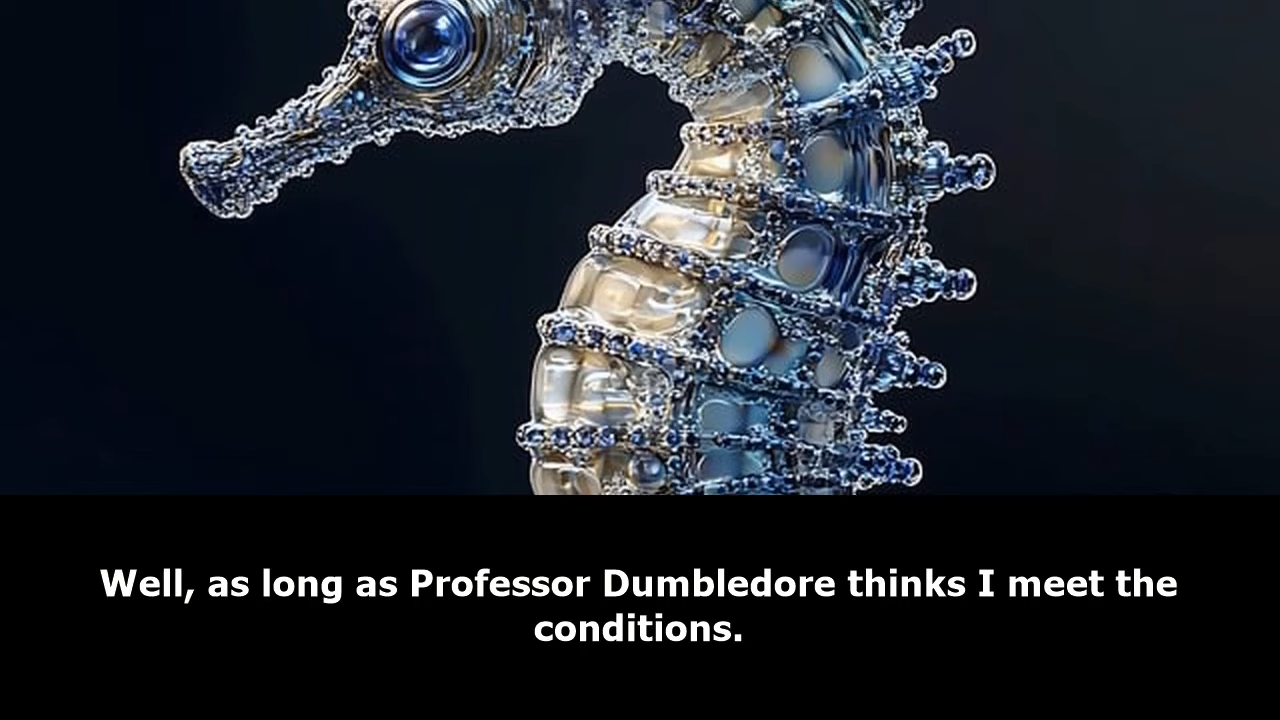 Well, as long as Professor Dumbledore thinks I meet the
conditions.